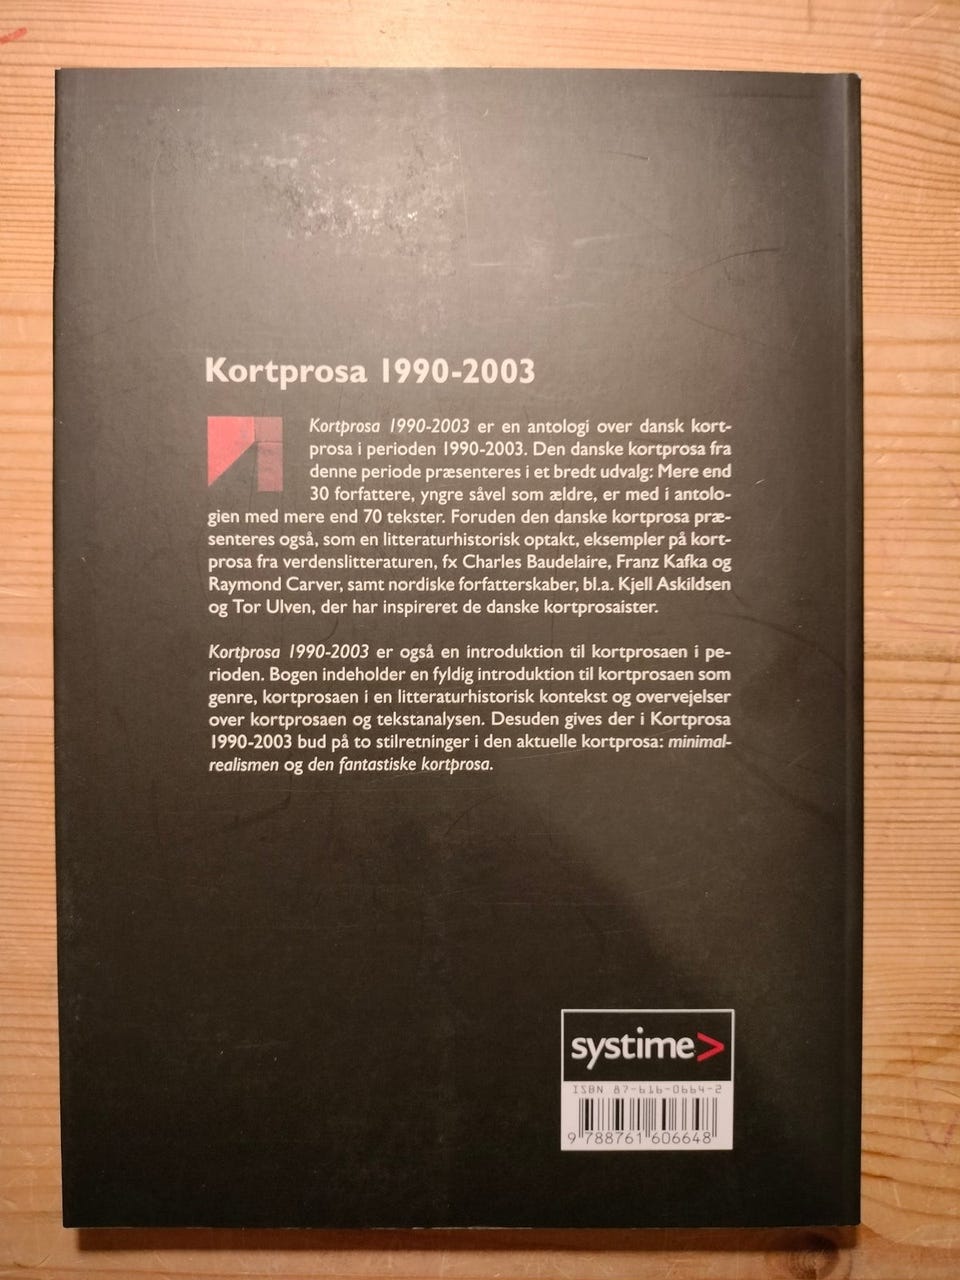 Kortprosa 1990-2003
Kortprosa 1990-2003 er en antologi over dansk kort-
prosa i perioden 1990-2003. Den danske kortprosa fra
denne periode præsenteres i et bredt udvalg: Mere end
30 forfattere, yngre såvel som ældre, er med i antolo-
gien med mere end 70 tekster. Foruden den danske kortprosa præ-
senteres også, som en litteraturhistorisk optakt, eksempler på kort-
prosa fra verdenslitteraturen, fx Charles Baudelaire, Franz Kafka og
Raymond Carver, samt nordiske forfatterskaber, bl.a. Kjell Askildsen
og Tor Ulven, der har inspireret de danske kortprosaister.
Kortprosa 1990-2003 er også en introduktion til kortprosaen i pe-
rioden. Bogen indeholder en fyldig introduktion til kortprosaen som
genre, kortprosaen i en litteraturhistorisk kontekst og overvejelser
over kortprosaen og tekstanalysen. Desuden gives der i Kortprosa
1990-2003 bud på to stilretninger i den aktuelle kortprosa: minimal-
realismen og den fantastiske kortprosa.
systime>
ISBN 87-616-0664-2
9 788761 606648